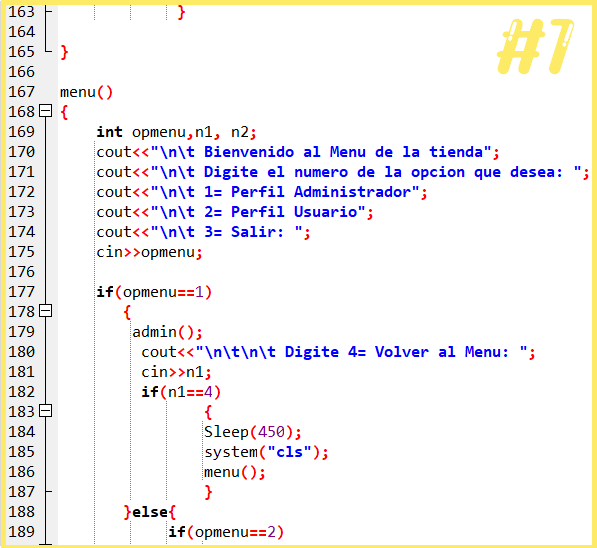 #1
163 }
164
165 }
166
167 menu()
168 {
169 int opmenu,n1, n2;
170 cout<<"\n\t Bienvenido al Menu de la tienda";
171 cout<<"\n\t Digite el numero de la opcion que desea: ";
172 cout<<"\n\t 1= Perfil Administrador";
173 cout<<"\n\t 2= Perfil Usuario";
174 cout<<"\n\t 3= Salir: ";
175 cin>>opmenu;
176
177 if(opmenu==1)
178 {
179 admin();
180 cout<<"\n\t\n\t Digite 4= Volver al Menu: ";
181 cin>>n1;
182 if(n1==4)
183 {
184 Sleep(450);
185 system("cls");
186 menu();
187 }
188 }else{
189 if(opmenu==2)